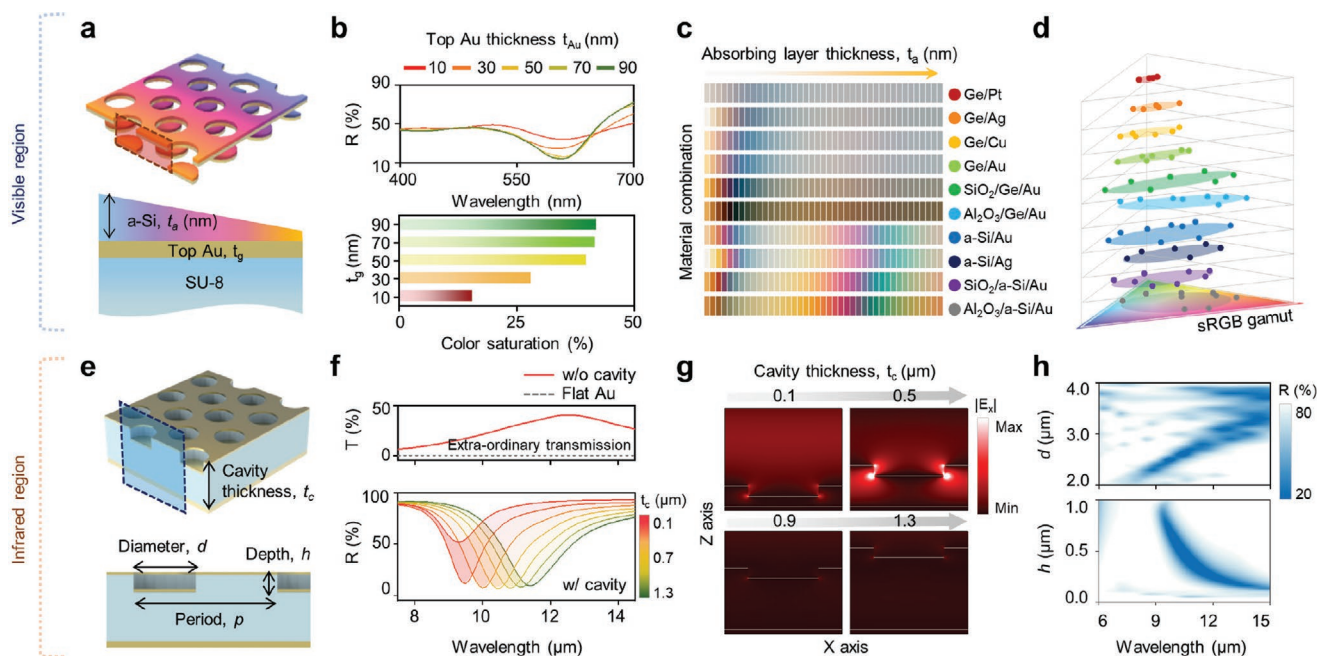 Visible region
a
a-Si, tₐ (nm)
Top Au, t_g
SU-8
b
Top Au thickness t_Au (nm)
10 30 50 70 90
R (%)
90
50
10
400 550 700
Wavelength (nm)
t_g(nm)
90
70
50
30
10
0 25 50
Color saturation (%)
c
Absorbing layer thickness, tₐ (nm)
Material combination
Ge/Pt
Ge/Ag
Ge/Cu
Ge/Au
SiO₂/Ge/Au
Al₂O₃/Ge/Au
a-Si/Au
a-Si/Ag
SiO₂/a-Si/Au
Al₂O₃/a-Si/Au
d
sRGB gamut
Infrared region
e
Cavity
thickness, t_c
Diameter, d
Depth, h
Period, p
f
w/o cavity
Flat Au
T (%)
50
0
Extra-ordinary transmission
R (%)
100
50
0
w/ cavity
t_c (µm)
0.1
0.7
1.3
8 10 12 14
Wavelength (µm)
g
Cavity thickness, t_c (µm)
0.1 0.5
0.9 1.3
|Eₓ|
Max
Min
Z axis
X axis
h
R (%)
80
20
d (µm)
4.0
3.0
2.0
h (µm)
1.0
0.5
0.0
6 9 12 15
Wavelength (µm)